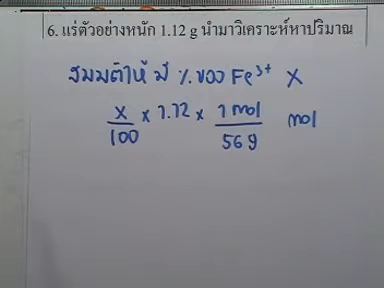 6. แร่ตัวอย่างหนัก 1.12 g นำมาวิเคราะห์หาปริมาณ
สมมติให้ มี % ของ Fe³⁺ X
X/100 × 1.12 × 1 mol/56 g mol